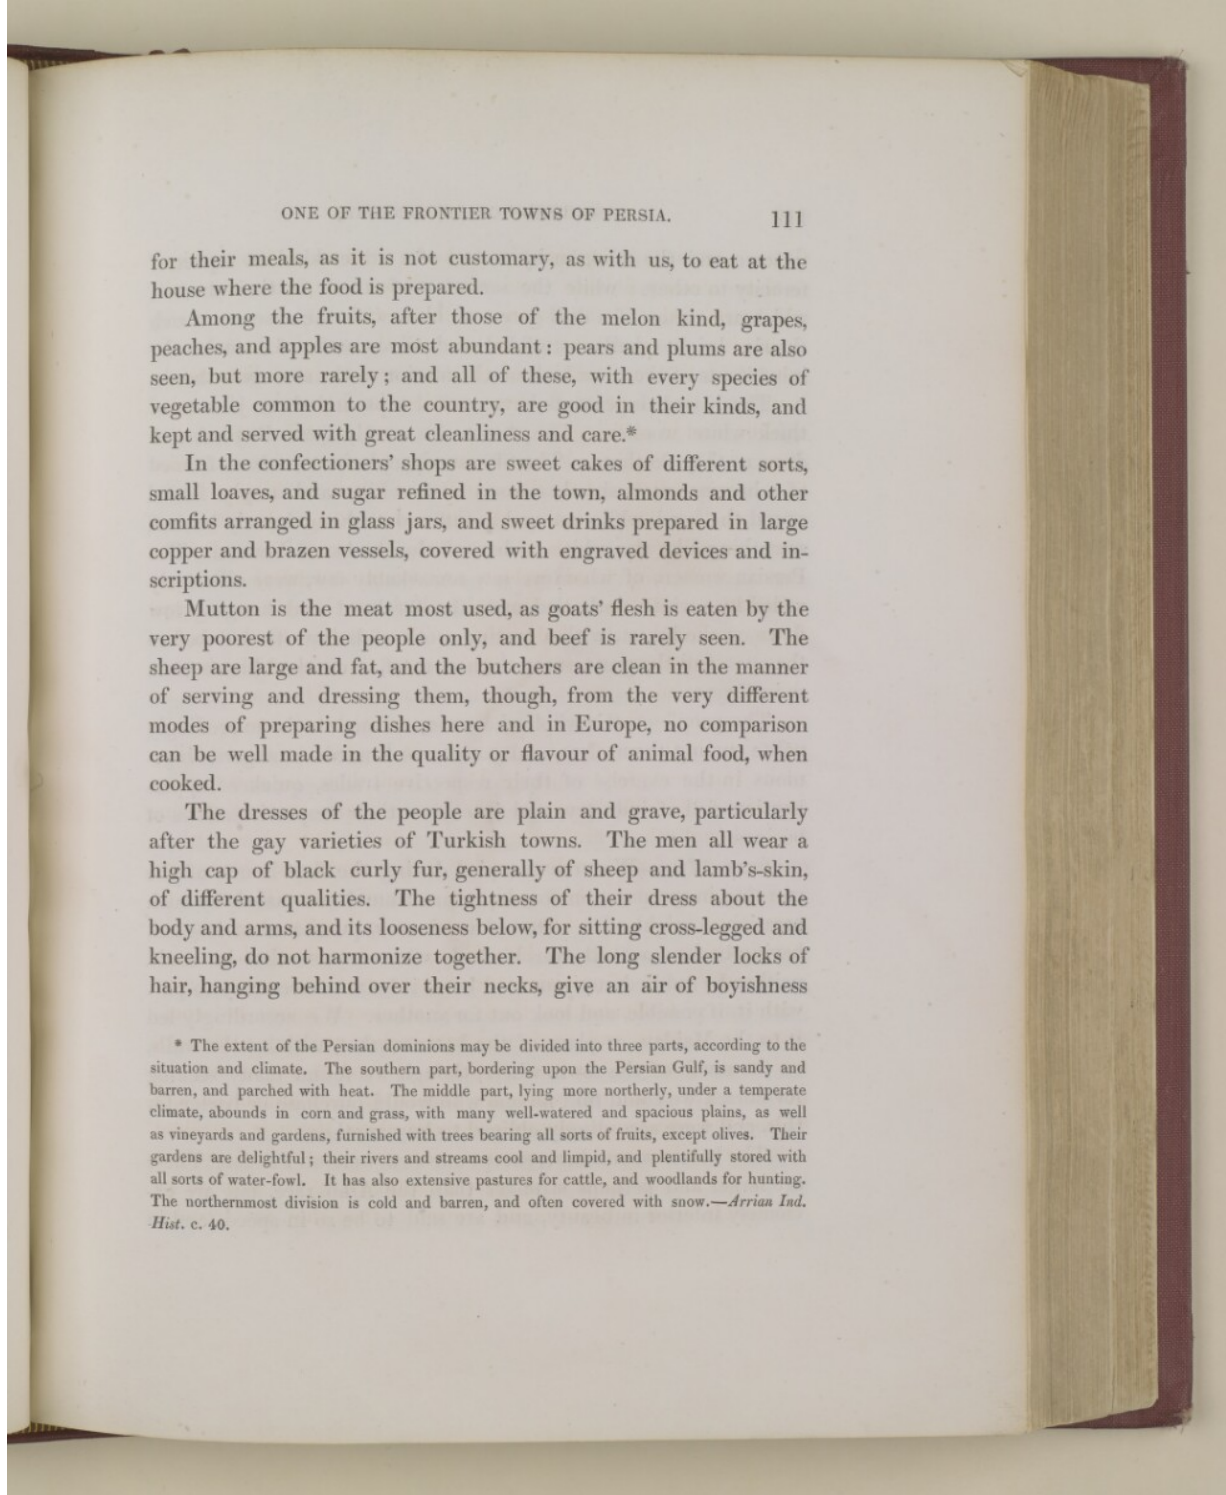 ONE OF THE FRONTIER TOWNS OF PERSIA. 111
for their meals, as it is not customary, as with us, to eat at the
house where the food is prepared.
Among the fruits, after those of the melon kind, grapes,
peaches, and apples are most abundant: pears and plums are also
seen, but more rarely; and all of these, with every species of
vegetable common to the country, are good in their kinds, and
kept and served with great cleanliness and care.*
In the confectioners' shops are sweet cakes of different sorts,
small loaves, and sugar refined in the town, almonds and other
comfits arranged in glass jars, and sweet drinks prepared in large
copper and brazen vessels, covered with engraved devices and in-
scriptions.
Mutton is the meat most used, as goats' flesh is eaten by the
very poorest of the people only, and beef is rarely seen. The
sheep are large and fat, and the butchers are clean in the manner
of serving and dressing them, though, from the very different
modes of preparing dishes here and in Europe, no comparison
can be well made in the quality or flavour of animal food, when
cooked.
The dresses of the people are plain and grave, particularly
after the gay varieties of Turkish towns. The men all wear a
high cap of black curly fur, generally of sheep and lamb's-skin,
of different qualities. The tightness of their dress about the
body and arms, and its looseness below, for sitting cross-legged and
kneeling, do not harmonize together. The long slender locks of
hair, hanging behind over their necks, give an air of boyishness
* The extent of the Persian dominions may be divided into three parts, according to the
situation and climate. The southern part, bordering upon the Persian Gulf, is sandy and
barren, and parched with heat. The middle part, lying more northerly, under a temperate
climate, abounds in corn and grass, with many well-watered and spacious plains, as well
as vineyards and gardens, furnished with trees bearing all sorts of fruits, except olives. Their
gardens are delightful; their rivers and streams cool and limpid, and plentifully stored with
all sorts of water-fowl. It has also extensive pastures for cattle, and woodlands for hunting.
The northernmost division is cold and barren, and often covered with snow.—Arrian Ind.
Hist. c. 40.